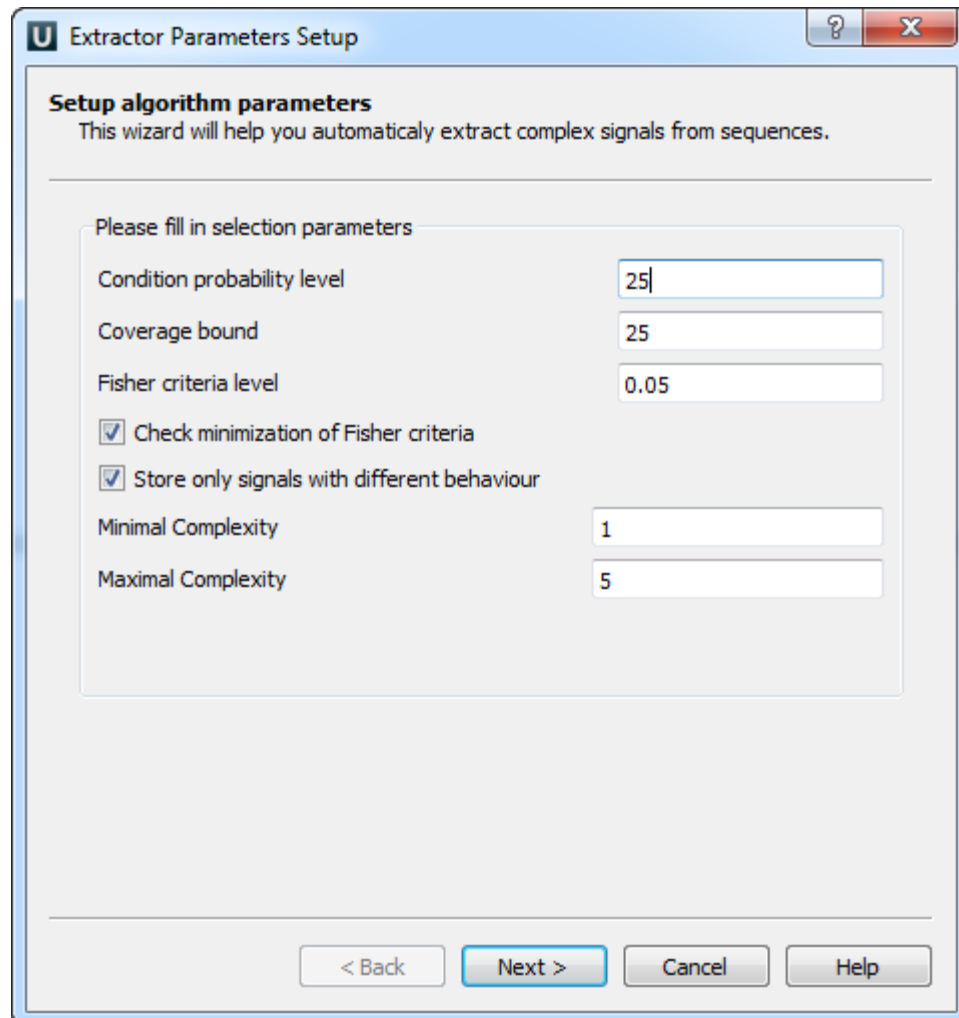 U Extractor Parameters Setup ? X
Setup algorithm parameters
This wizard will help you automaticaly extract complex signals from sequences.
Please fill in selection parameters
Condition probability level 25
Coverage bound 25
Fisher criteria level 0.05
Check minimization of Fisher criteria
Store only signals with different behaviour
Minimal Complexity 1
Maximal Complexity 5
< Back Next > Cancel Help